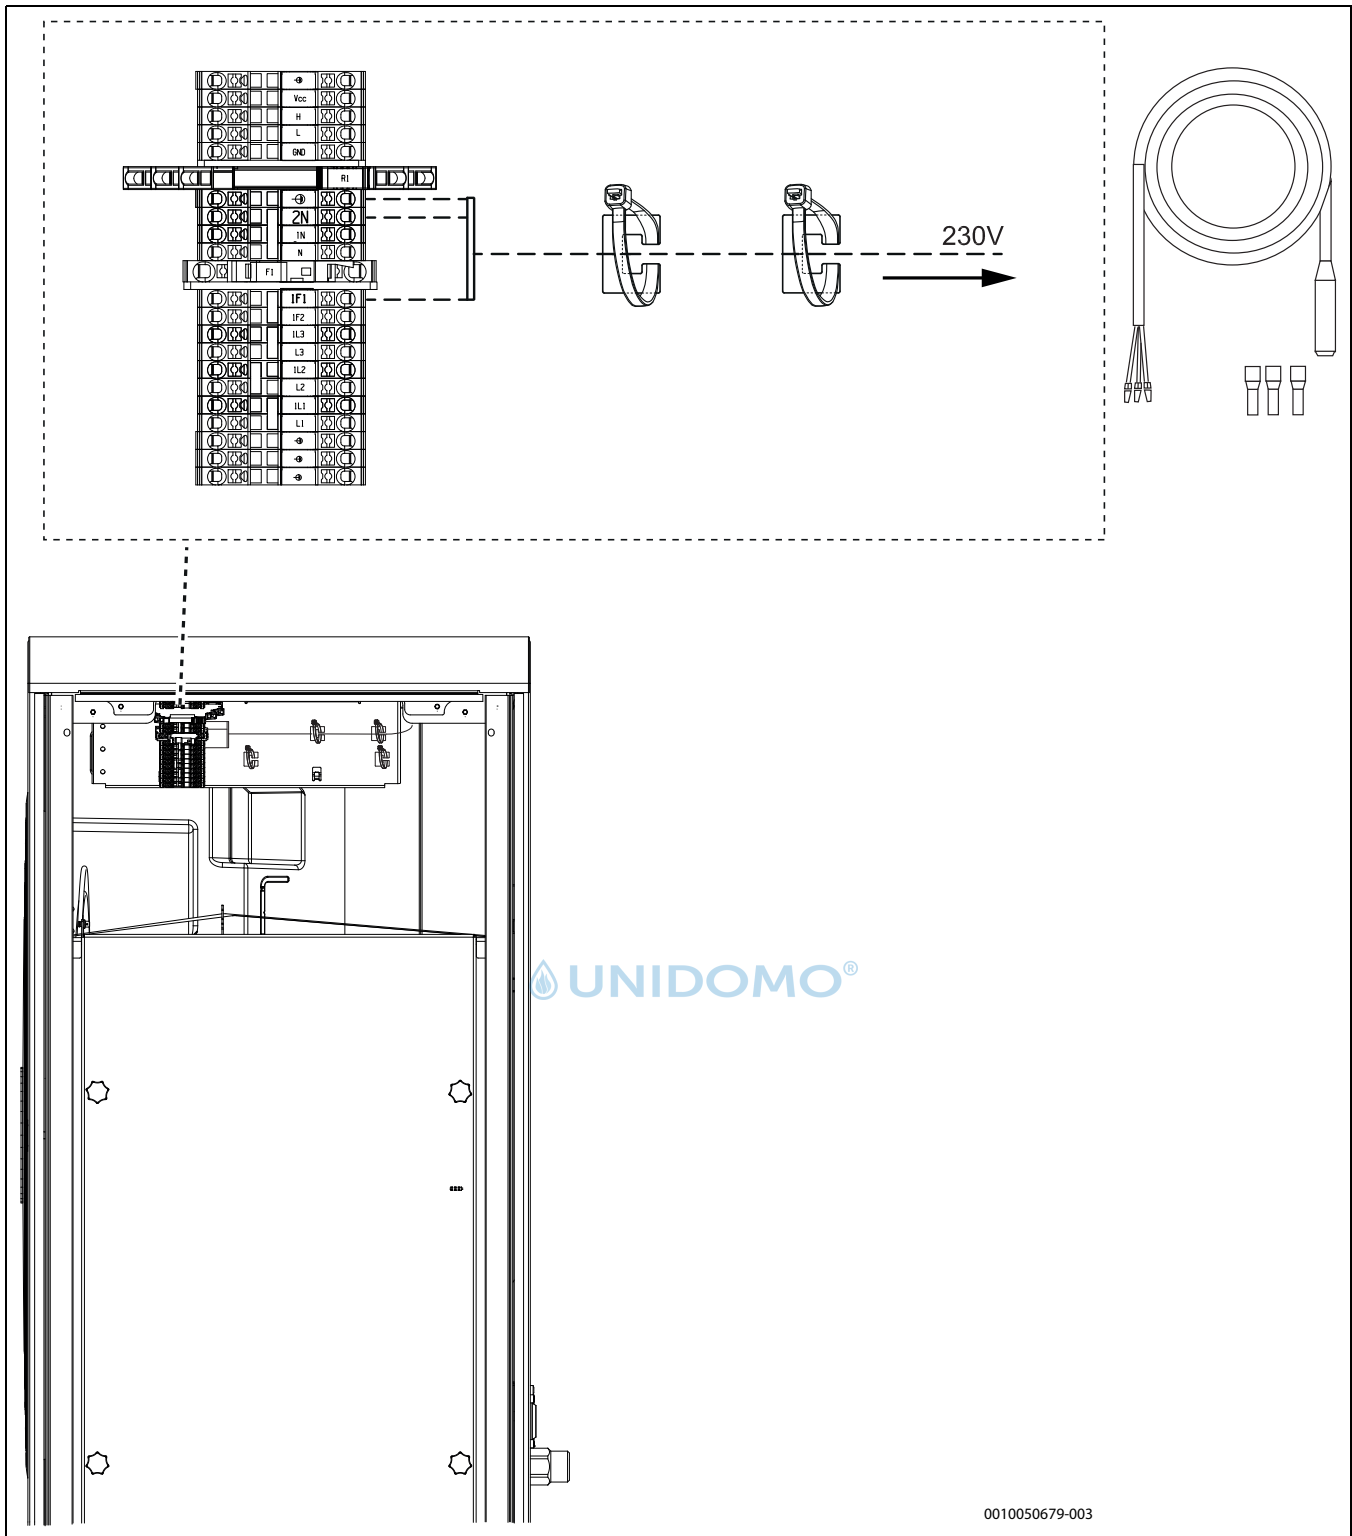 Vcc
H
L
GND
R1
2N
1N
N
F1
1F1
1F2
1L3
L3
1L2
L2
1L1
L1
230V
UNIDOMO®
0010050679-003